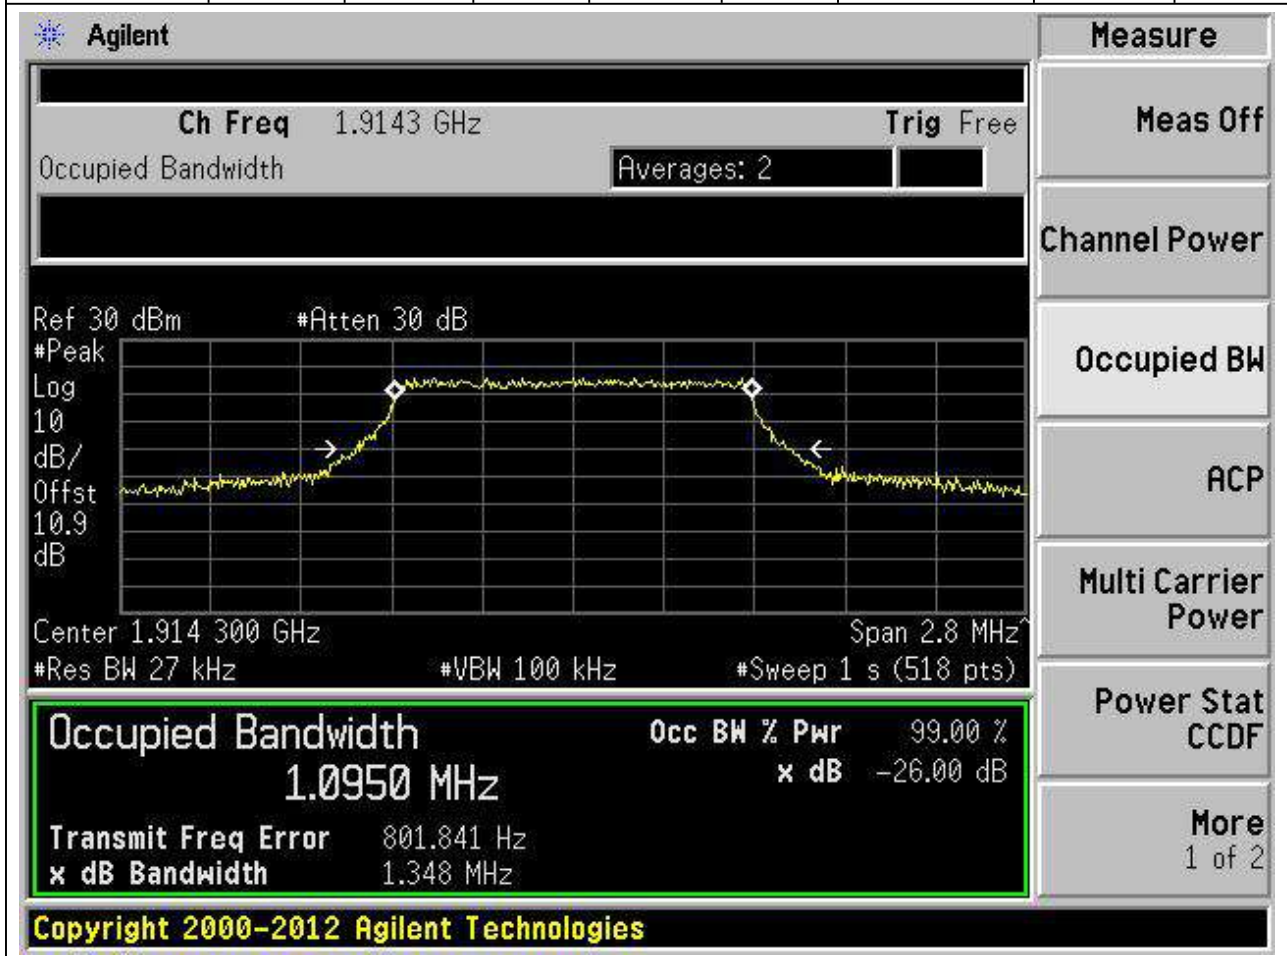 Agilent
Measure
Ch Freq 1.9143 GHz Trig Free
Occupied Bandwidth Averages: 2
Meas Off
Channel Power
Occupied BW
ACP
Multi Carrier
Power
Power Stat
CCDF
More
1 of 2
Ref 30 dBm #Atten 30 dB
#Peak
Log
10
dB/
Offst
10.9
dB
Center 1.914 300 GHz Span 2.8 MHz^
#Res BW 27 kHz #VBW 100 kHz #Sweep 1 s (518 pts)
Occupied Bandwidth Occ BW % Pwr 99.00 %
1.0950 MHz x dB -26.00 dB
Transmit Freq Error 801.841 Hz
x dB Bandwidth 1.348 MHz
Copyright 2000-2012 Agilent Technologies